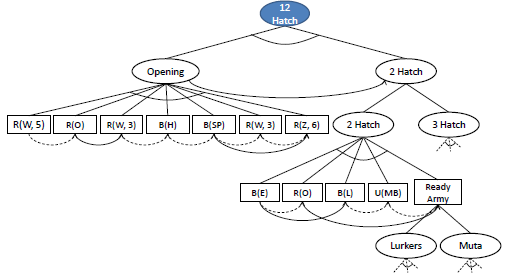 12
Hatch
Opening
2 Hatch
R(W, 5)
R(O)
R(W, 3)
B(H)
B(SP)
R(W, 3)
R(Z, 6)
2 Hatch
3 Hatch
B(E)
R(O)
B(L)
U(MB)
Ready
Army
Lurkers
Muta